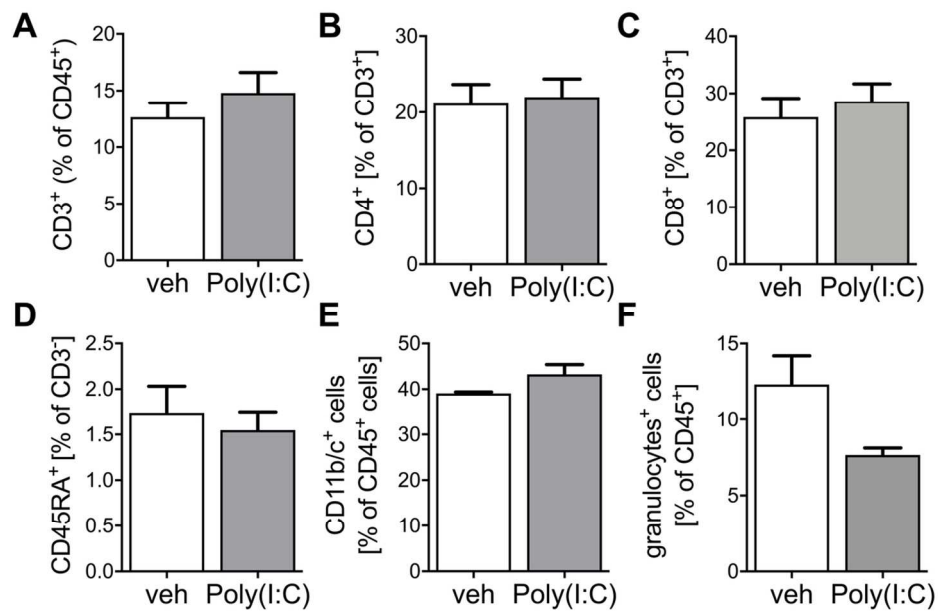 A
CD3⁺ (% of CD45⁺)
20
15
10
5
0
veh Poly(I:C)
B
CD4⁺ [% of CD3⁺]
30
20
10
0
veh Poly(I:C)
C
CD8⁺ [% of CD3⁺]
40
30
20
10
0
veh Poly(I:C)
D
CD45RA⁺ [% of CD3⁻]
2.5
2.0
1.5
1.0
0.5
0.0
veh Poly(I:C)
E
CD11b/c⁺ cells
[% of CD45⁺ cells]
50
40
30
20
10
0
veh Poly(I:C)
F
granulocytes⁺ cells
[% of CD45⁺]
15
10
5
0
veh Poly(I:C)